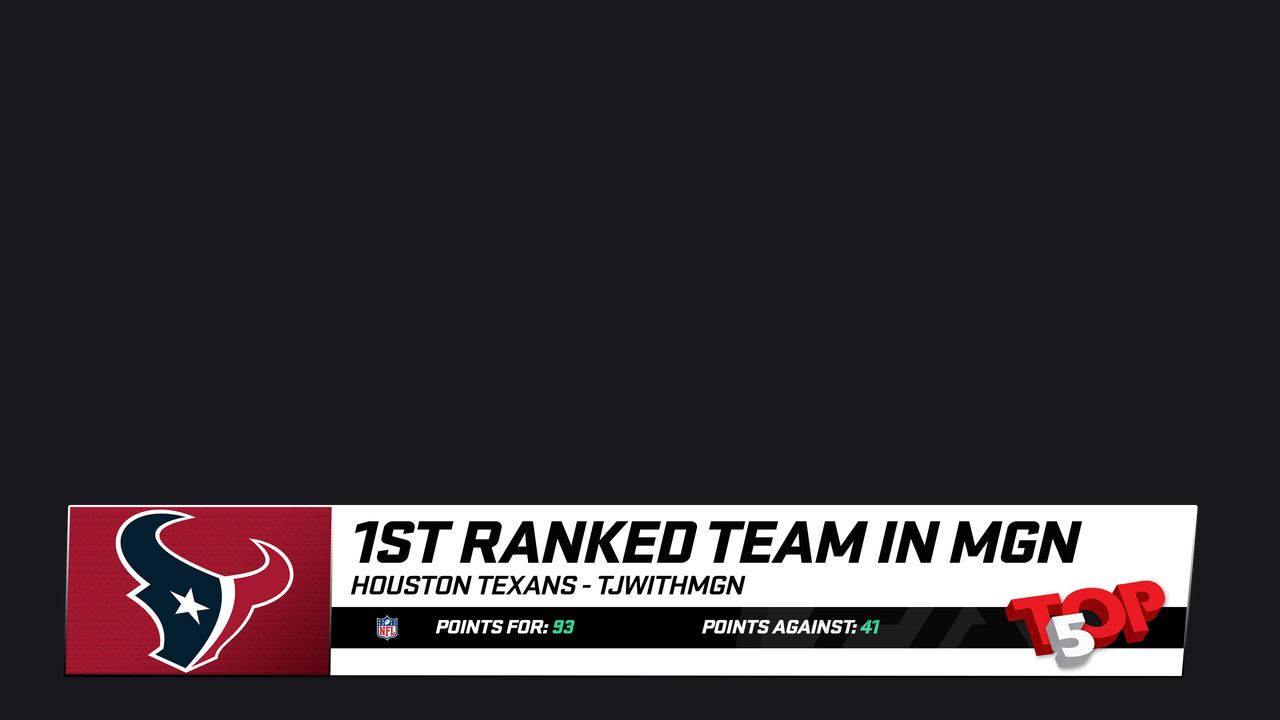 1ST RANKED TEAM IN MGN
HOUSTON TEXANS - TJWITHMGN
NFL
POINTS FOR: 93
POINTS AGAINST: 41
TOP
5